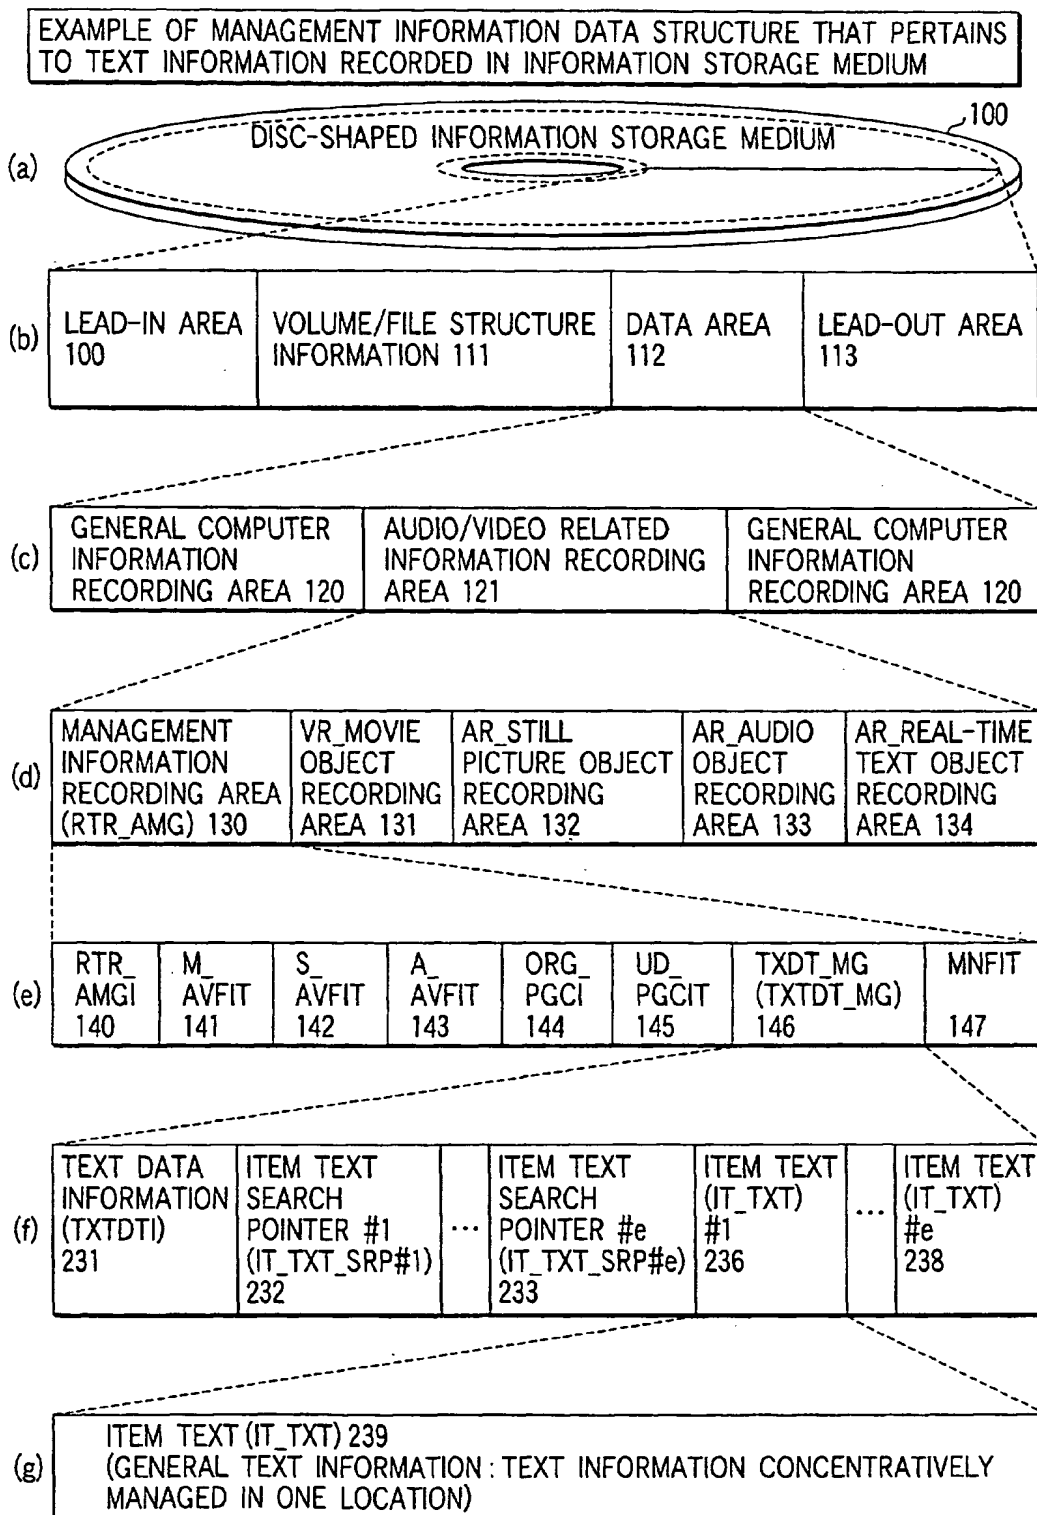 EXAMPLE OF MANAGEMENT INFORMATION DATA STRUCTURE THAT PERTAINS
TO TEXT INFORMATION RECORDED IN INFORMATION STORAGE MEDIUM
100
DISC-SHAPED INFORMATION STORAGE MEDIUM
(a)
(b)
LEAD-IN AREA
100
VOLUME/FILE STRUCTURE
INFORMATION 111
DATA AREA
112
LEAD-OUT AREA
113
(c)
GENERAL COMPUTER
INFORMATION
RECORDING AREA 120
AUDIO/VIDEO RELATED
INFORMATION RECORDING
AREA 121
GENERAL COMPUTER
INFORMATION
RECORDING AREA 120
(d)
MANAGEMENT
INFORMATION
RECORDING AREA
(RTR_AMG) 130
VR_MOVIE
OBJECT
RECORDING
AREA 131
AR_STILL
PICTURE OBJECT
RECORDING
AREA 132
AR_AUDIO
OBJECT
RECORDING
AREA 133
AR_REAL-TIME
TEXT OBJECT
RECORDING
AREA 134
(e)
RTR_
AMGI
140
M_
AVFIT
141
S_
AVFIT
142
A_
AVFIT
143
ORG_
PGCI
144
UD_
PGCIT
145
TXDT_MG
(TXTDT_MG)
146
MNFIT
147
(f)
TEXT DATA
INFORMATION
(TXTDTI)
231
ITEM TEXT
SEARCH
POINTER #1
(IT_TXT_SRP#1)
232
...
ITEM TEXT
SEARCH
POINTER #e
(IT_TXT_SRP#e)
233
ITEM TEXT
(IT_TXT)
#1
236
...
ITEM TEXT
(IT_TXT)
#e
238
(g)
ITEM TEXT (IT_TXT) 239
(GENERAL TEXT INFORMATION : TEXT INFORMATION CONCENTRATIVELY
MANAGED IN ONE LOCATION)